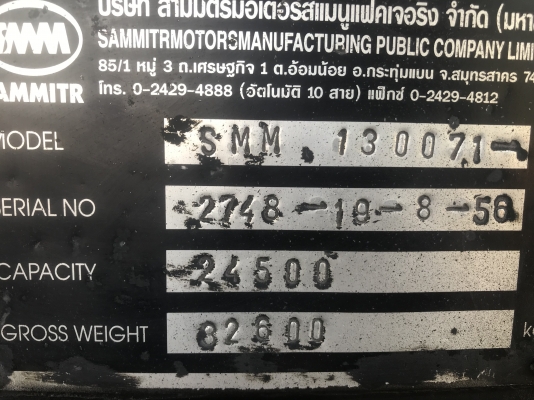 บริษัท สามมิตรมอเตอร์สแมนูแฟคเจอริง จำกัด (มหา
SAMMITRMOTORSMANUFACTURING PUBLIC COMPANY LIMI
85/1 หมู่ 3 ถ.เศรษฐกิจ 1 ต.อ้อมน้อย อ.กระทุ่มแบน จ.สมุทรสาคร 74
โทร. 0-2429-4888 (อัตโนมัติ 10 สาย) แฟ็กซ์ 0-2429-4812
SMM
SAMMITR
MODEL SMM 130071-
SERIAL NO 2748-19-8-56
CAPACITY 24500
GROSS WEIGHT 32600 k